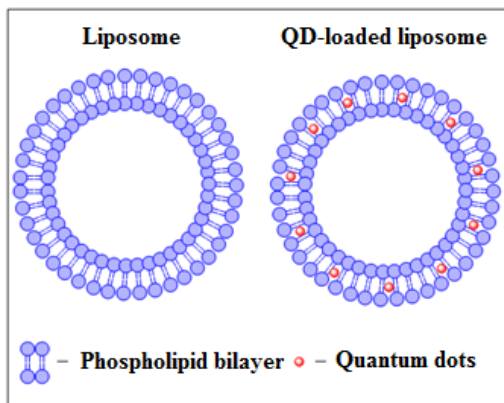 Liposome
QD-loaded liposome
– Phospholipid bilayer
– Quantum dots